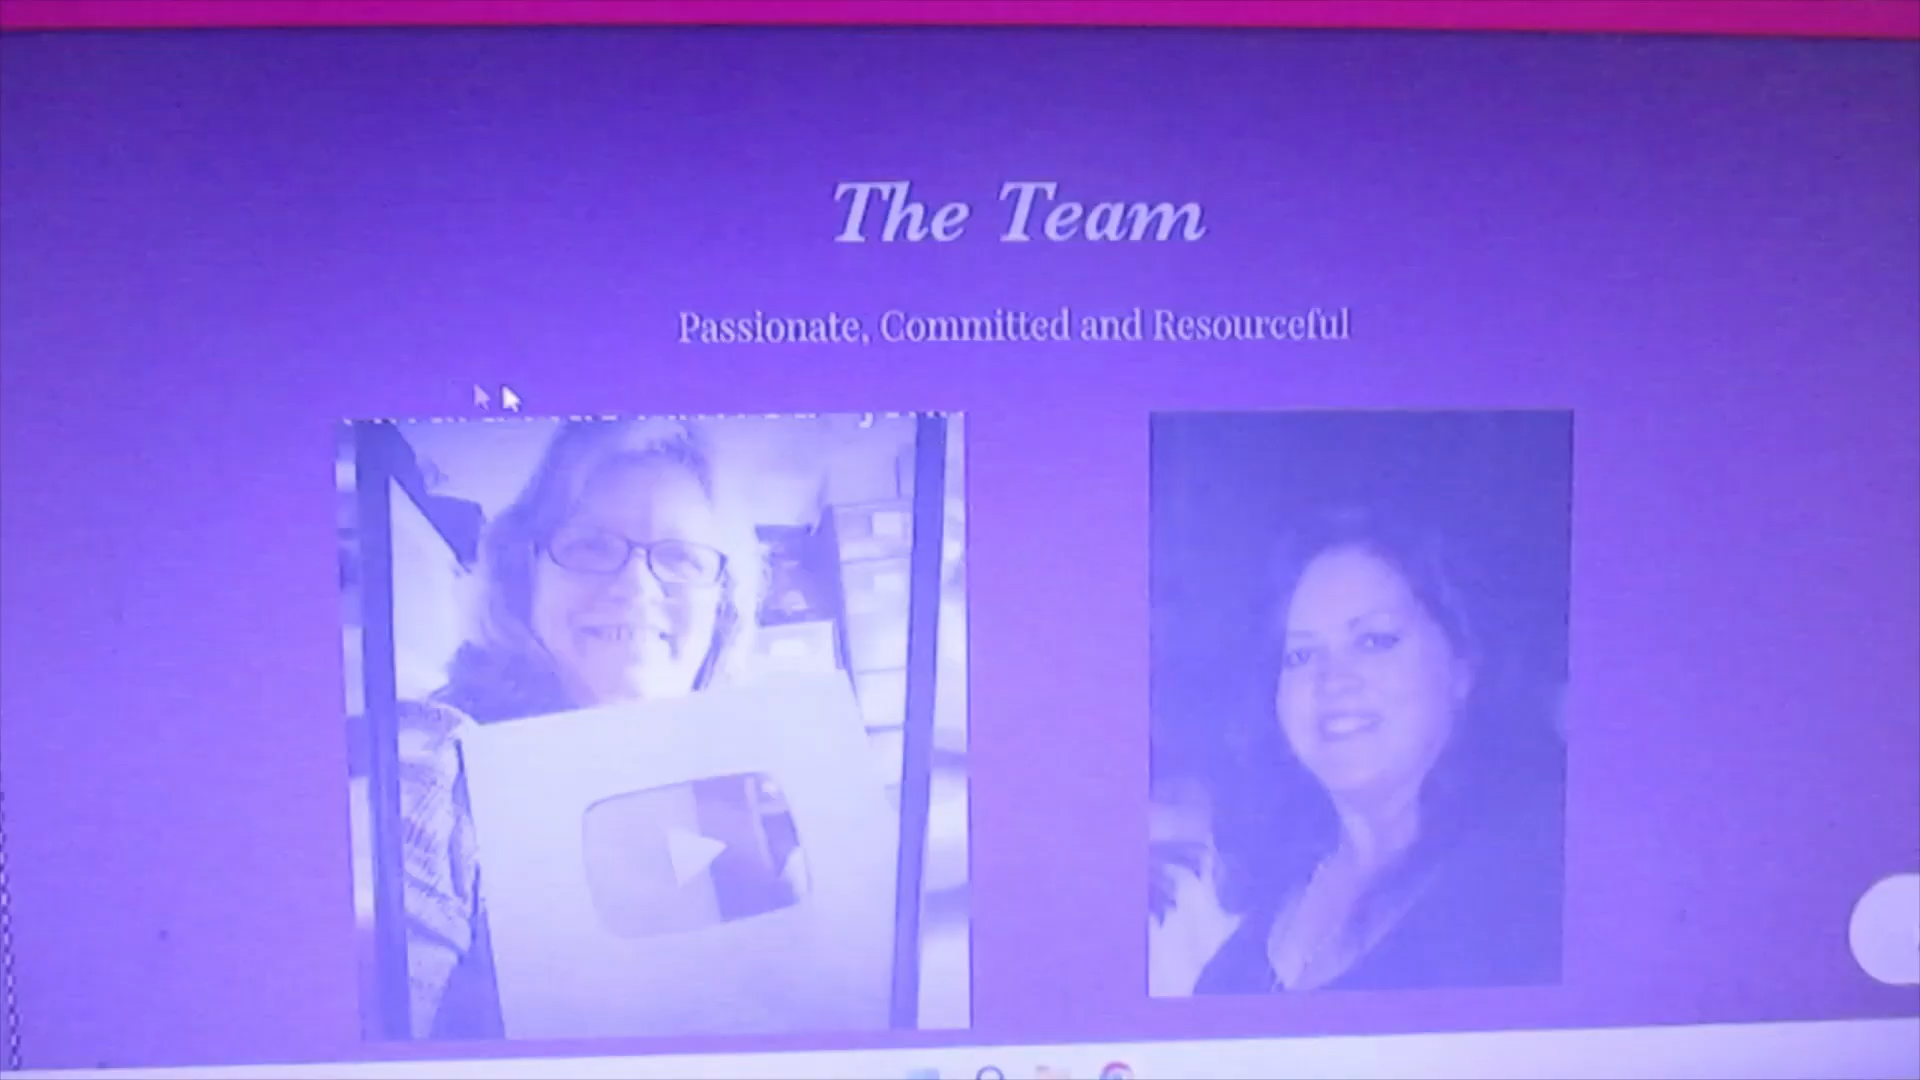 The Team
Passionate, Committed and Resourceful